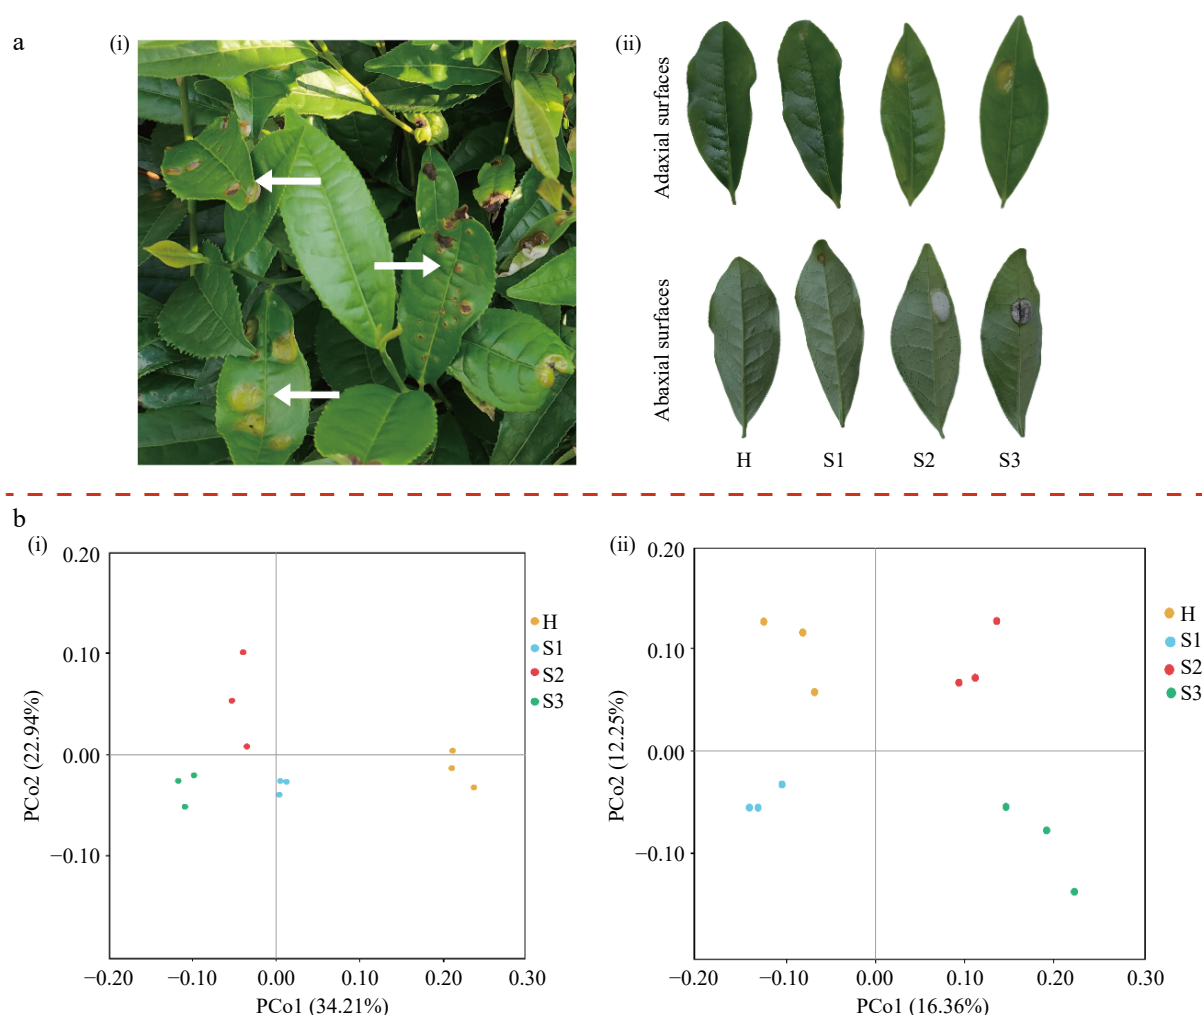 a
(i)
(ii)
Adaxial surfaces
Abaxial surfaces
H
S1
S2
S3
b
(i)
0.20
0.10
0.00
−0.10
−0.20
−0.10
0.00
0.10
0.20
0.30
PCo2 (22.94%)
PCo1 (34.21%)
H
S1
S2
S3
(ii)
0.20
0.10
0.00
−0.10
−0.20
−0.10
0.00
0.10
0.20
0.30
PCo2 (12.25%)
PCo1 (16.36%)
H
S1
S2
S3